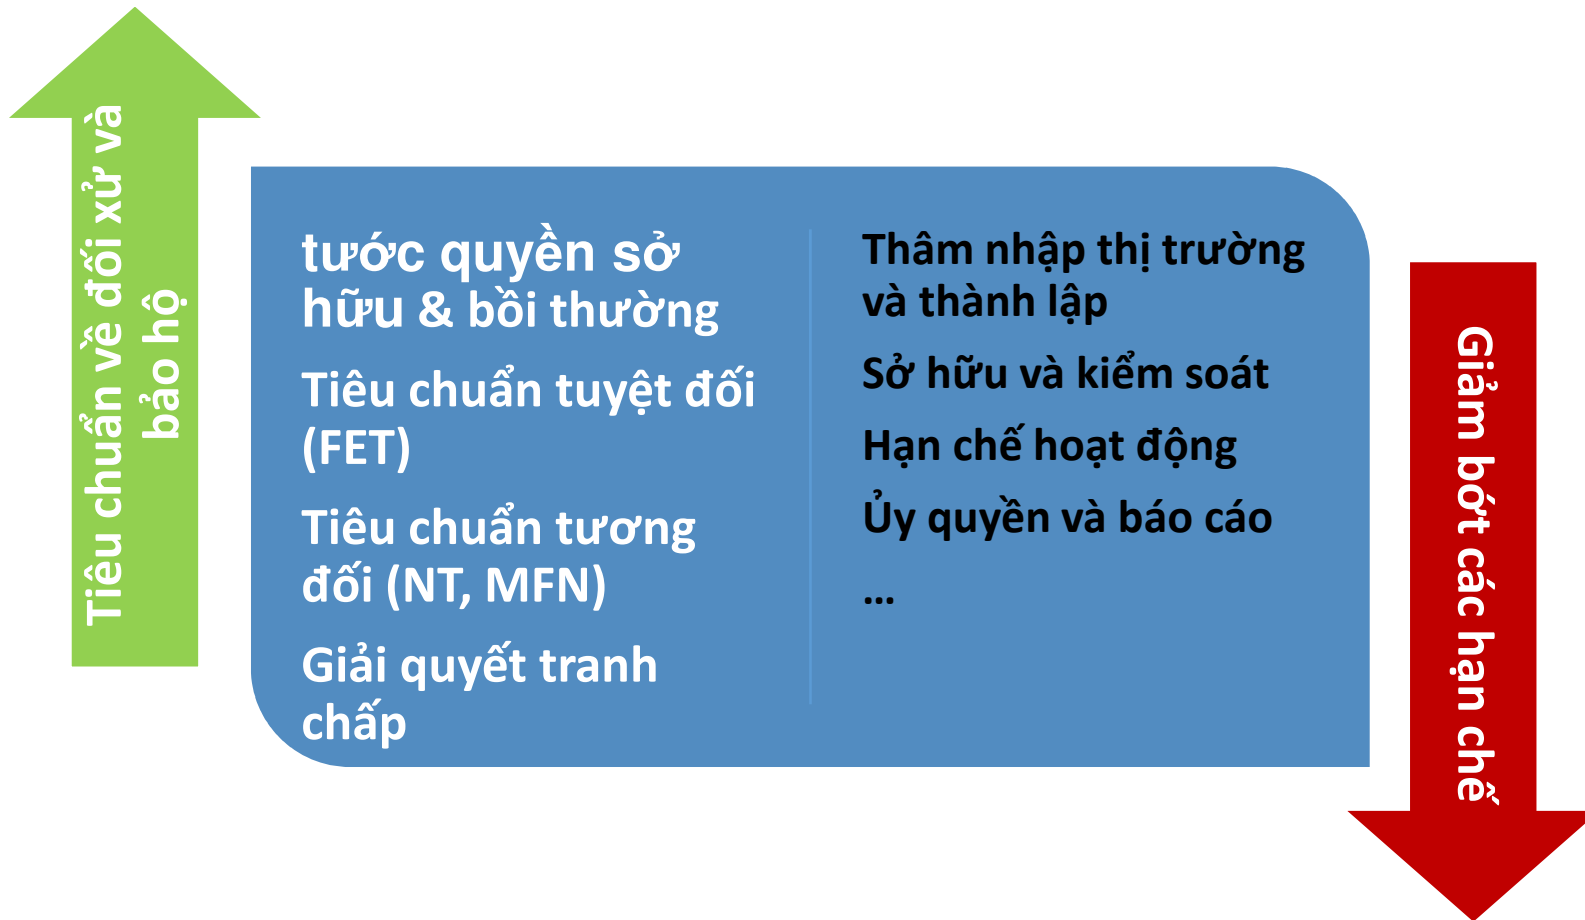 Tiêu chuẩn về đối xử và
bảo hộ
tước quyền sở
hữu & bồi thường
Tiêu chuẩn tuyệt đối
(FET)
Tiêu chuẩn tương
đối (NT, MFN)
Giải quyết tranh
chấp
Thâm nhập thị trường
và thành lập
Sở hữu và kiểm soát
Hạn chế hoạt động
Ủy quyền và báo cáo
...
Giảm bớt các hạn chế